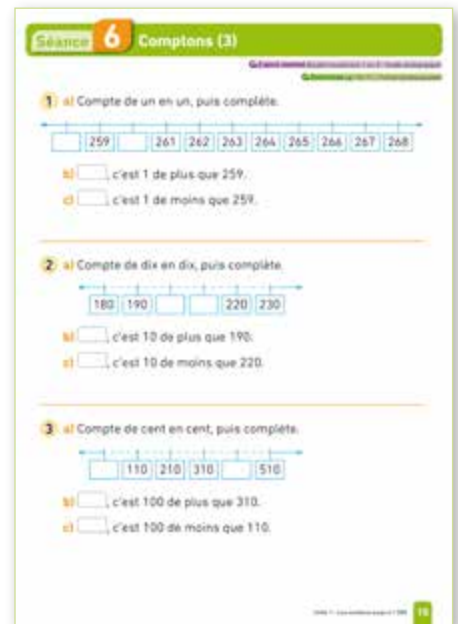 Séance 6 Comptons (3)
1 a) Compte de un en un, puis complète.
259 261 262 263 264 265 266 267 268
b) , c'est 1 de plus que 259.
c) , c'est 1 de moins que 259.
2 a) Compte de dix en dix, puis complète.
180 190 220 230
b) , c'est 10 de plus que 190.
c) , c'est 10 de moins que 220.
3 a) Compte de cent en cent, puis complète.
110 210 310 510
b) , c'est 100 de plus que 310.
c) , c'est 100 de moins que 110.